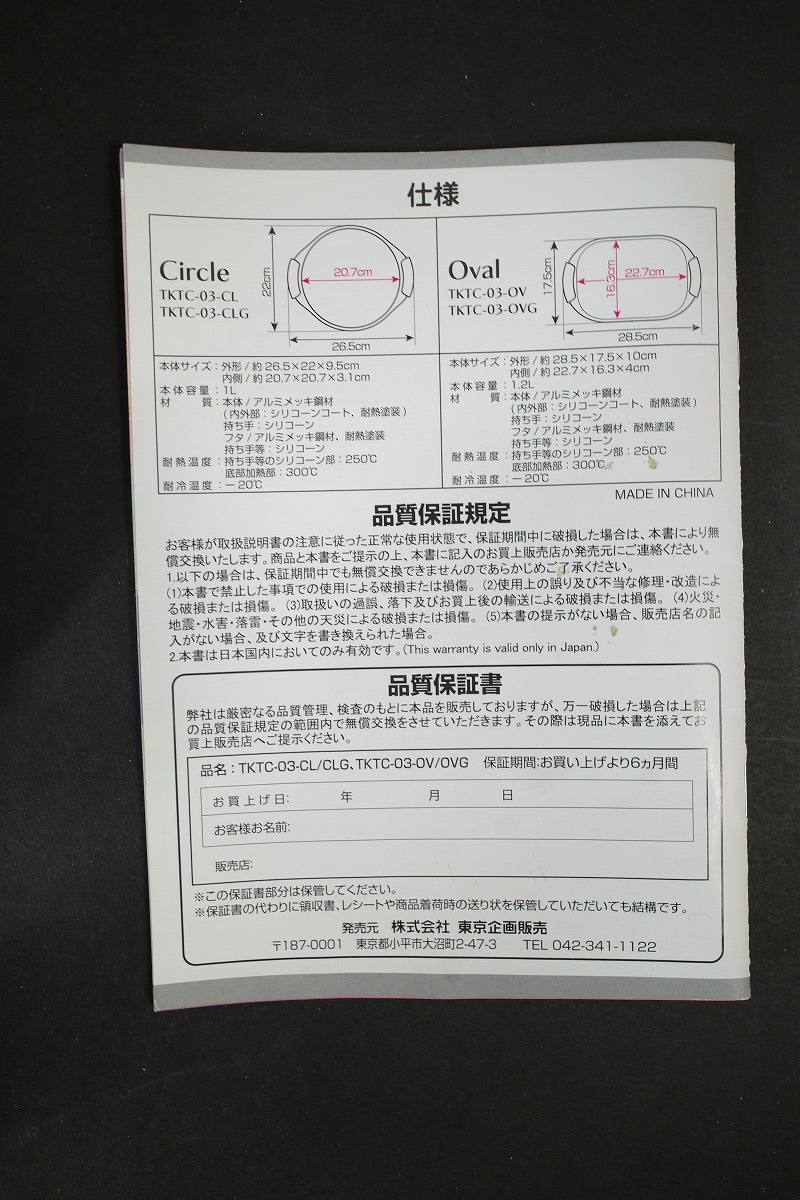 仕様
Circle
TKTC-03-CL
TKTC-03-CLG
22cm
20.7cm
26.5cm
Oval
TKTC-03-OV
TKTC-03-OVG
17.5cm
16.3cm
22.7cm
28.5cm
本体サイズ：外形/約26.5×22×9.5cm
内側/約20.7×20.7×3.1cm
本体容量：1L
材　　質：本体/アルミメッキ鋼材
(内外部：シリコーンコート、耐熱塗装)
持ち手：シリコーン
フタ/アルミメッキ鋼材、耐熱塗装
持ち手等：シリコーン
耐熱温度：持ち手等のシリコーン部：250℃
底部加熱部：300℃
耐冷温度：－20℃
本体サイズ：外形/約28.5×17.5×10cm
内側/約22.7×16.3×4cm
本体容量：1.2L
材　　質：本体/アルミメッキ鋼材
(内外部：シリコーンコート、耐熱塗装)
持ち手：シリコーン
フタ/アルミメッキ鋼材、耐熱塗装
持ち手等：シリコーン
耐熱温度：持ち手等のシリコーン部：250℃
底部加熱部：300℃
耐冷温度：－20℃
MADE IN CHINA
品質保証規定
お客様が取扱説明書の注意に従った正常な使用状態で、保証期間中に破損した場合は、本書により無
償交換いたします。商品と本書をご提示の上、本書に記入のお買上販売店か発売元にご連絡ください。
1.以下の場合は、保証期間中でも無償交換できませんのであらかじめご了承ください。
(1)本書で禁止した事項での使用による破損または損傷。(2)使用上の誤り及び不当な修理・改造によ
る破損または損傷。(3)取扱いの過誤、落下及びお買上後の輸送による破損または損傷。(4)火災・
地震・水害・落雷・その他の天災による破損または損傷。(5)本書の提示がない場合、販売店名の記
入がない場合、及び文字を書き換えられた場合。
2.本書は日本国内においてのみ有効です。(This warranty is valid only in Japan.)
品質保証書
弊社は厳密なる品質管理、検査のもとに本品を販売しておりますが、万一破損した場合は上記
の品質保証規定の範囲内で無償交換をさせていただきます。その際は現品に本書を添えてお
買上販売店へご提示ください。
品名：TKTC-03-CL/CLG、TKTC-03-OV/OVG　保証期間:お買い上げより6ヵ月間
お買上げ日:　年　月　日
お客様お名前:
販売店:
※この保証書部分は保管してください。
※保証書の代わりに領収書、レシートや商品着荷時の送り状を保管していただいても結構です。
発売元　株式会社 東京企画販売
〒187-0001　東京都小平市大沼町2-47-3　TEL 042-341-1122